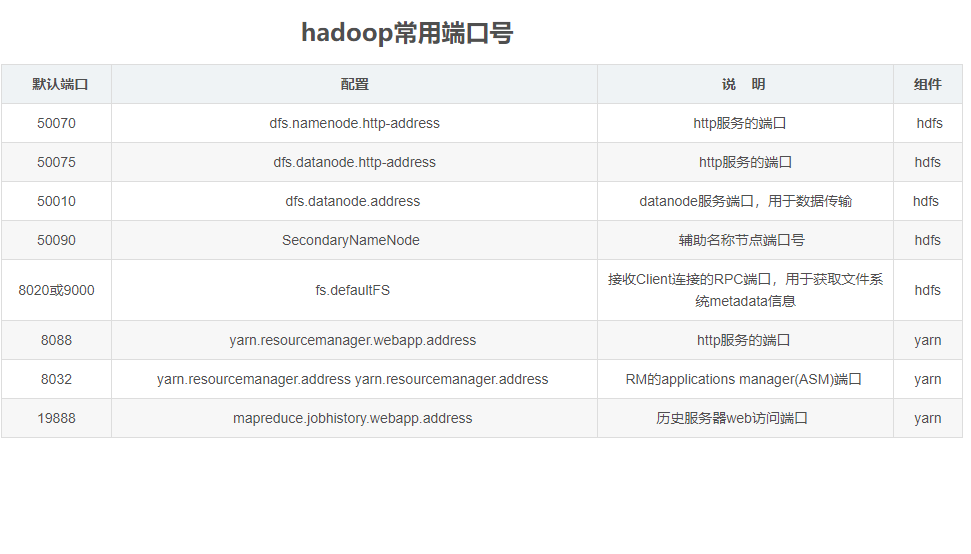 hadoop常用端口号
默认端口 配置 说 明 组件
50070 dfs.namenode.http-address http服务的端口 hdfs
50075 dfs.datanode.http-address http服务的端口 hdfs
50010 dfs.datanode.address datanode服务端口，用于数据传输 hdfs
50090 SecondaryNameNode 辅助名称节点端口号 hdfs
8020或9000 fs.defaultFS 接收Client连接的RPC端口，用于获取文件系
统metadata信息 hdfs
8088 yarn.resourcemanager.webapp.address http服务的端口 yarn
8032 yarn.resourcemanager.address yarn.resourcemanager.address RM的applications manager(ASM)端口 yarn
19888 mapreduce.jobhistory.webapp.address 历史服务器web访问端口 yarn